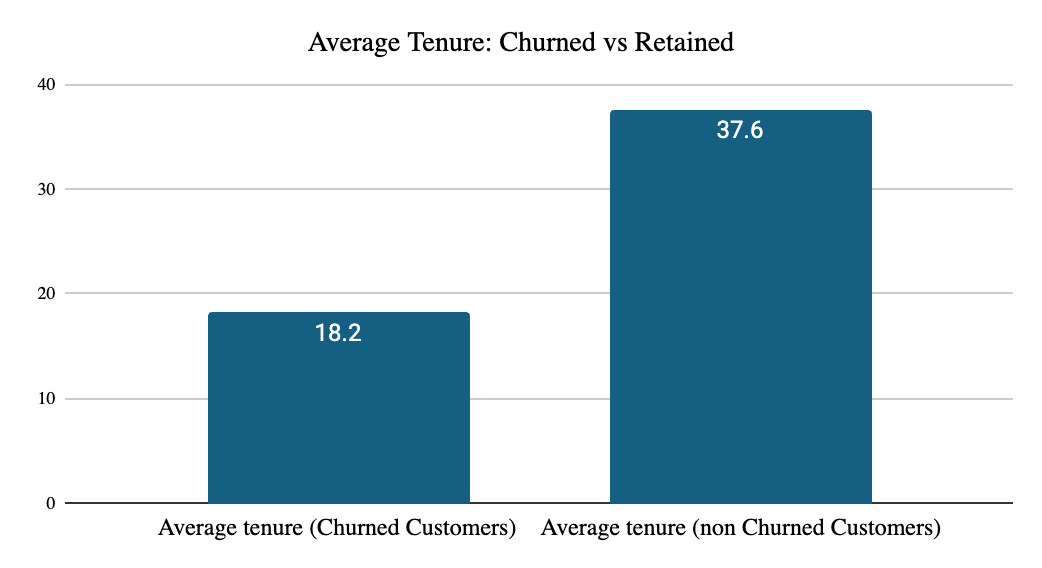 Average Tenure: Churned vs Retained
40
37.6
30
20
18.2
10
0
Average tenure (Churned Customers)
Average tenure (non Churned Customers)